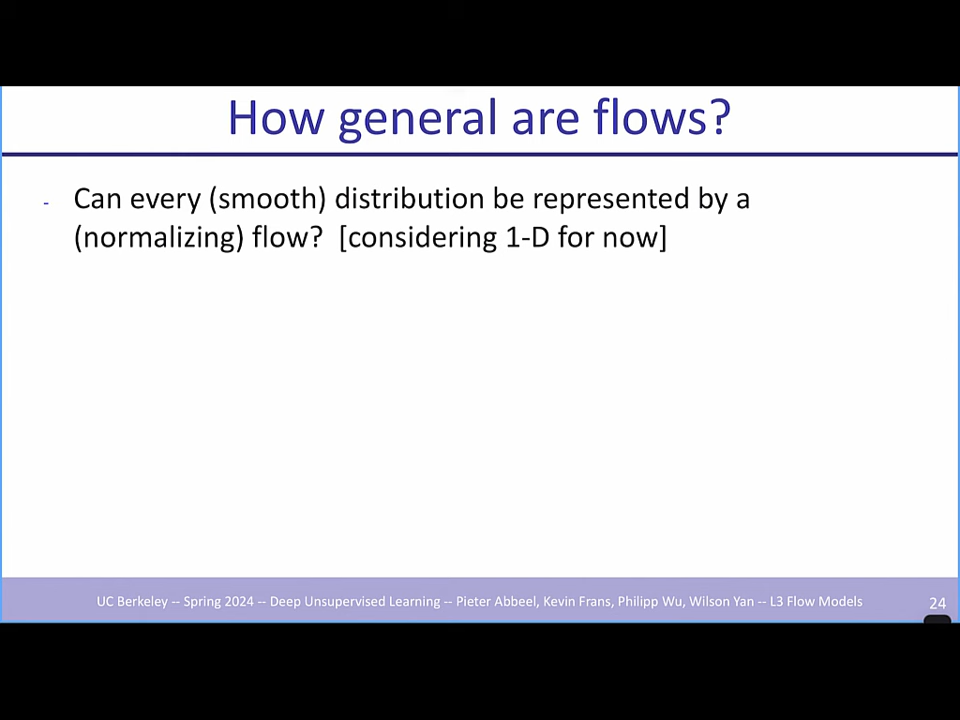 How general are flows?
- Can every (smooth) distribution be represented by a
(normalizing) flow? [considering 1-D for now]
UC Berkeley -- Spring 2024 -- Deep Unsupervised Learning -- Pieter Abbeel, Kevin Frans, Philipp Wu, Wilson Yan -- L3 Flow Models
24